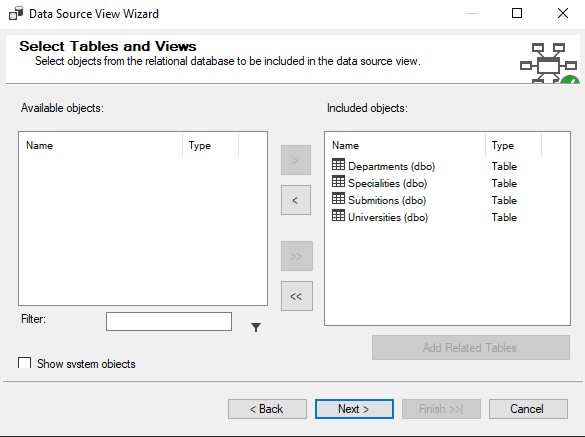 Data Source View Wizard
Select Tables and Views
Select objects from the relational database to be included in the data source view.
Available objects:
Included objects:
Name Type
Name Type
Departments (dbo) Table
Specialities (dbo) Table
Submitions (dbo) Table
Universities (dbo) Table
>
<
>>
<<
Filter:
Add Related Tables
Show system objects
< Back Next > Finish >>| Cancel